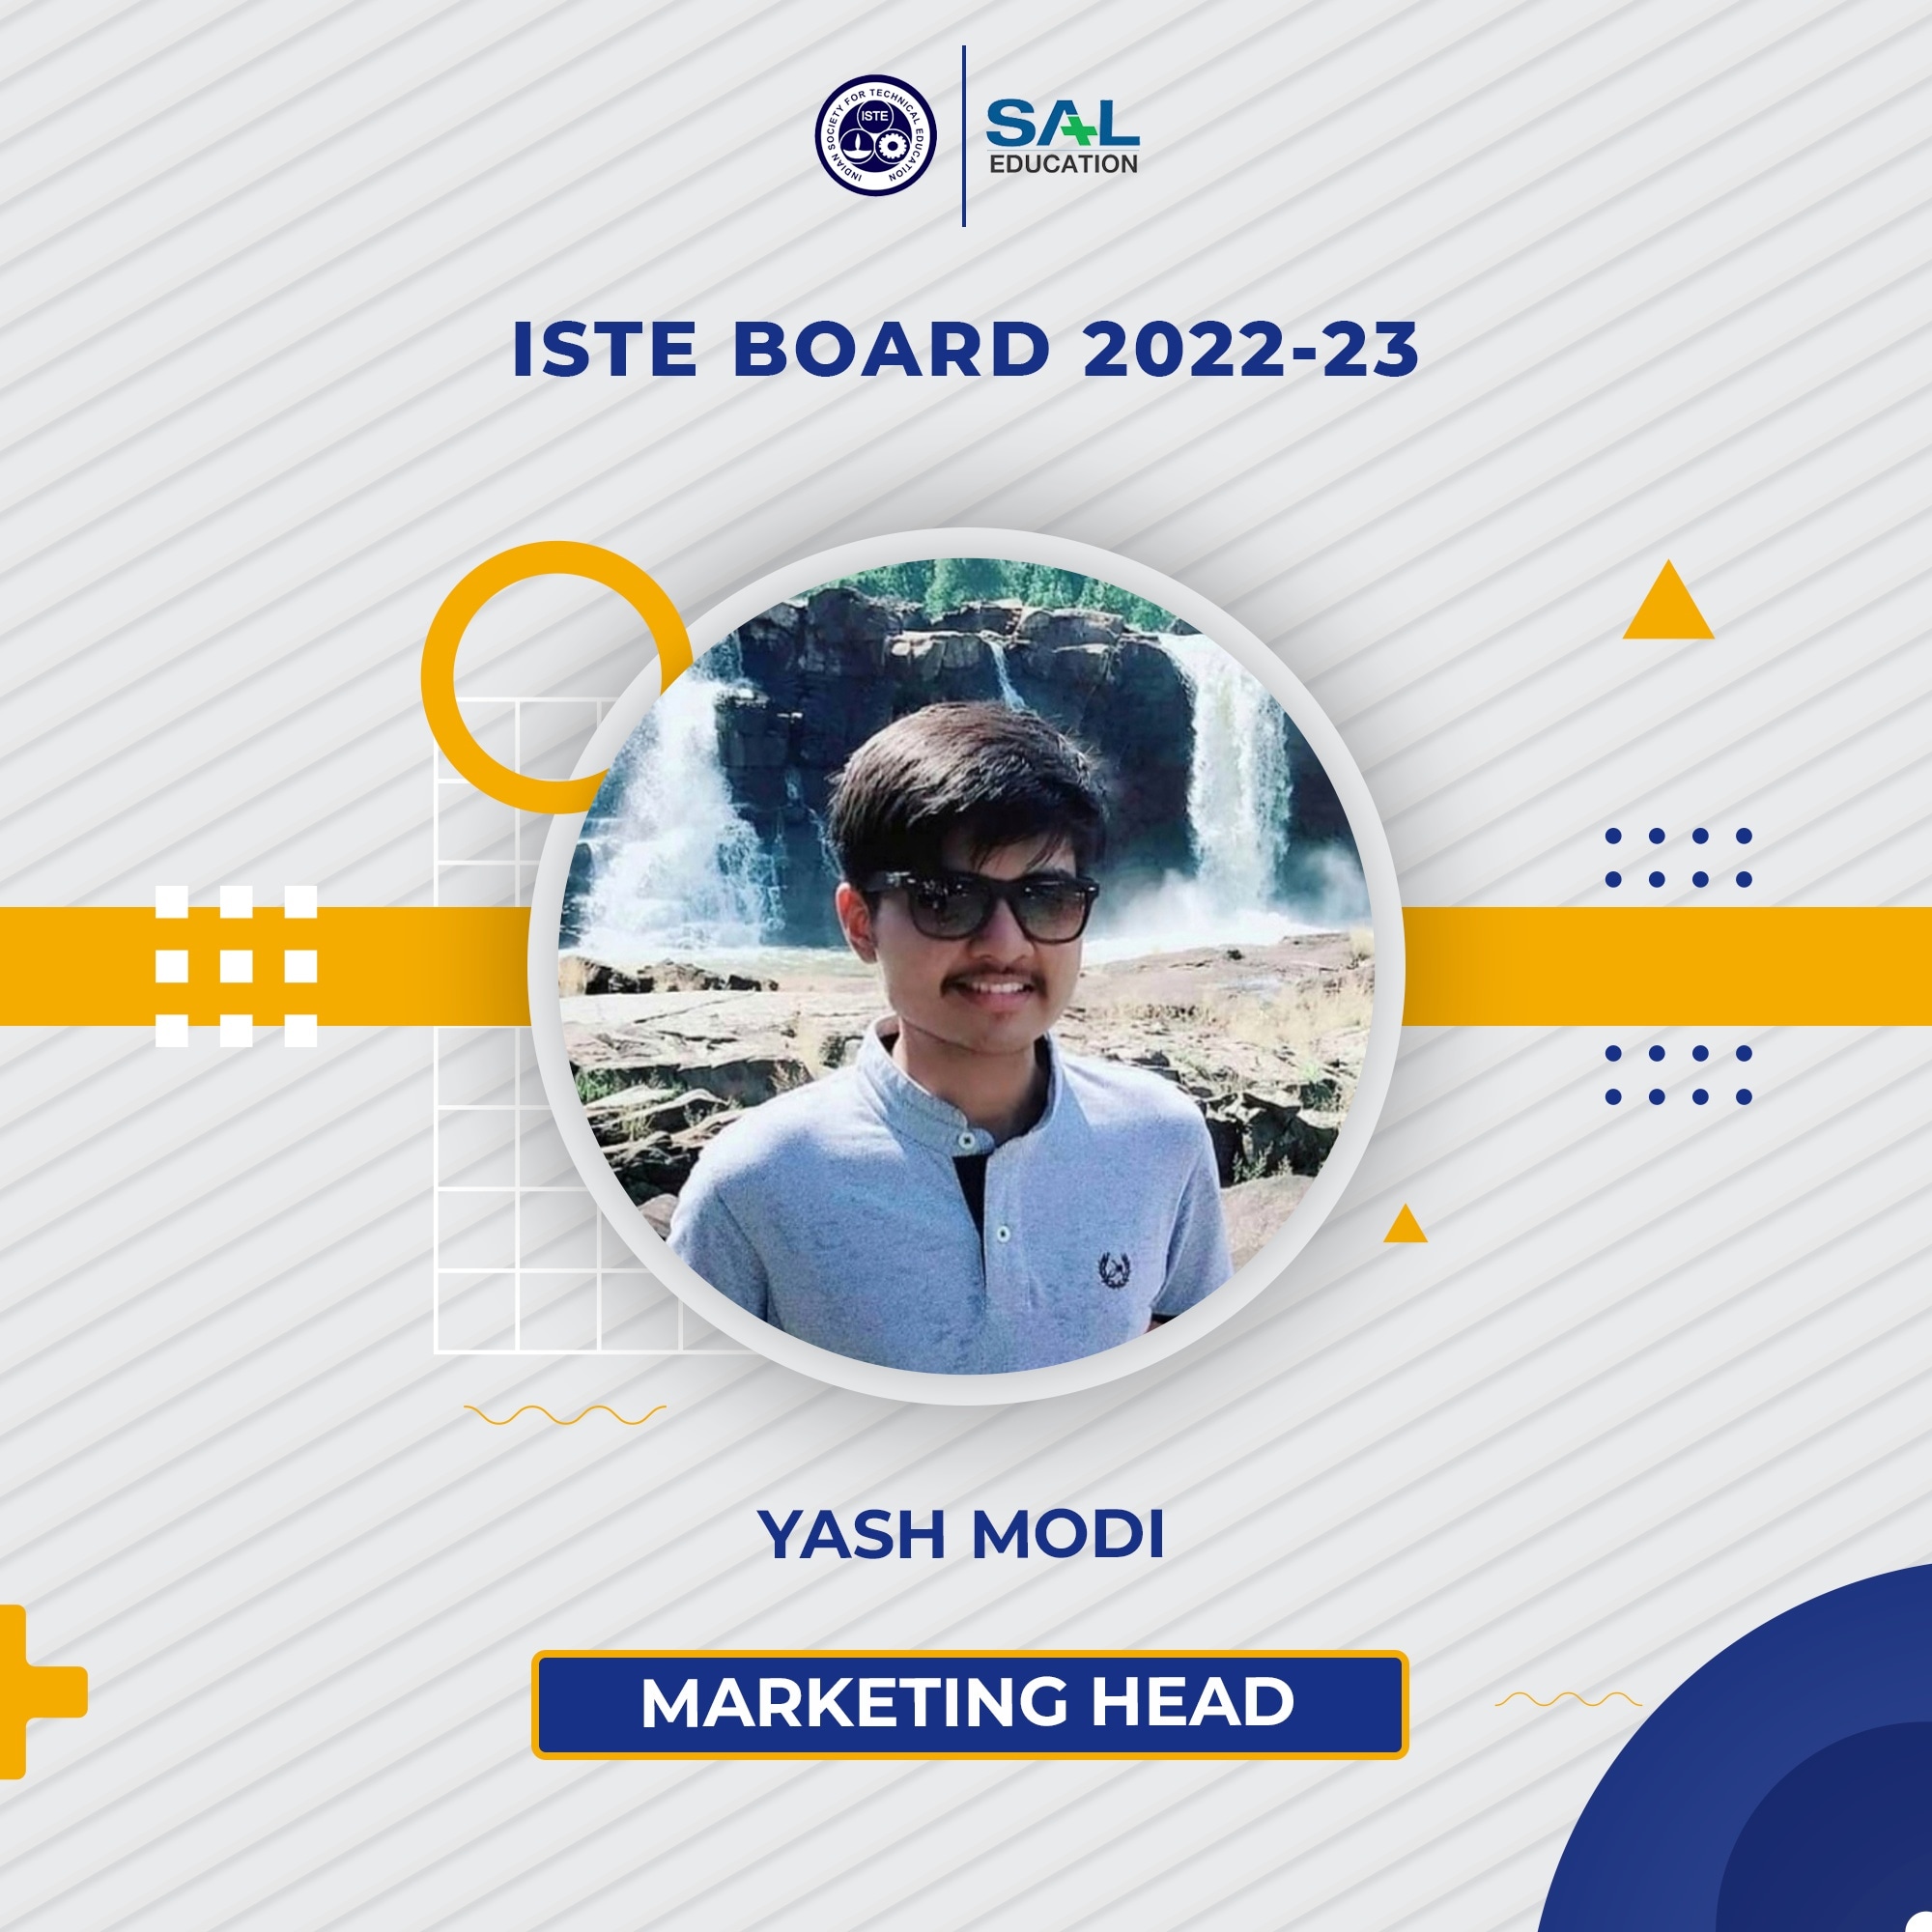 INDIAN SOCIETY FOR TECHNICAL EDUCATION
ISTE
SAL
EDUCATION
ISTE BOARD 2022-23
YASH MODI
MARKETING HEAD